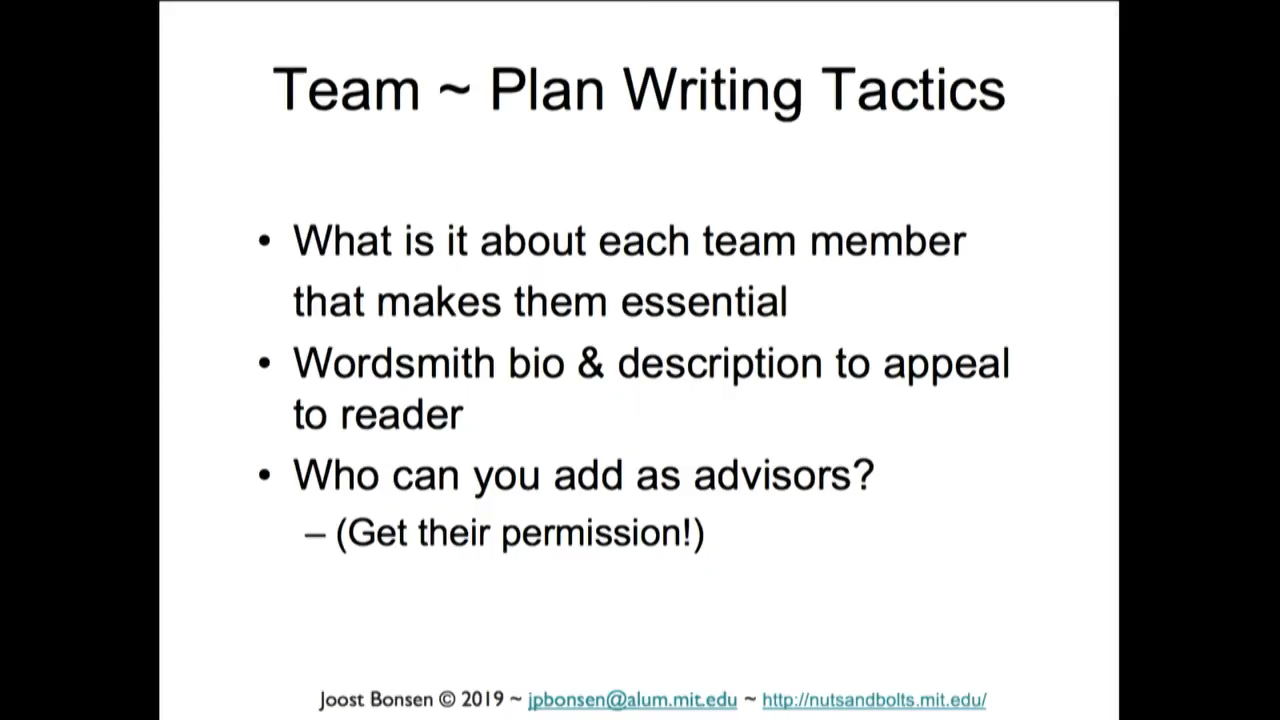 Team ~ Plan Writing Tactics
• What is it about each team member
that makes them essential
• Wordsmith bio & description to appeal
to reader
• Who can you add as advisors?
– (Get their permission!)
Joost Bonsen © 2019 ~ jpbonsen@alum.mit.edu ~ http://nutsandbolts.mit.edu/